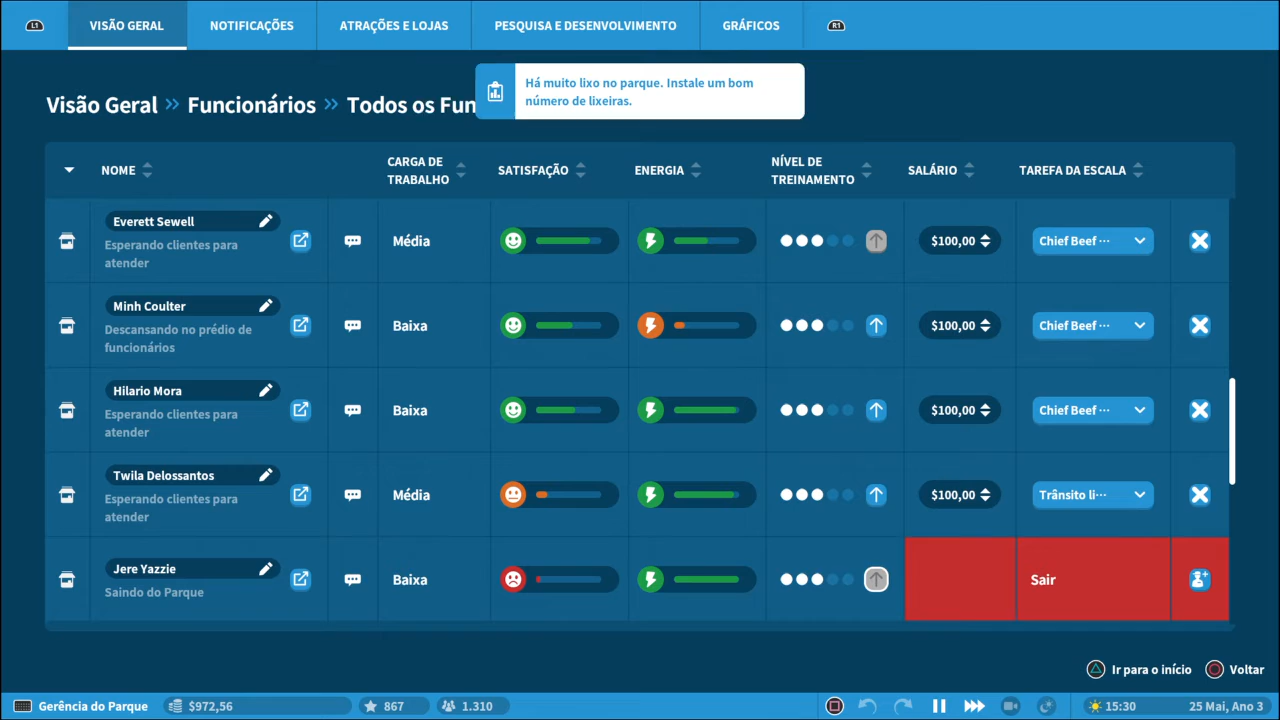 L1
VISÃO GERAL
NOTIFICAÇÕES
ATRAÇÕES E LOJAS
PESQUISA E DESENVOLVIMENTO
GRÁFICOS
R1
Há muito lixo no parque. Instale um bom
número de lixeiras.
Visão Geral » Funcionários » Todos os Fun
NOME
CARGA DE
TRABALHO
SATISFAÇÃO
ENERGIA
NÍVEL DE
TREINAMENTO
SALÁRIO
TAREFA DA ESCALA
Everett Sewell
Esperando clientes para
atender
Média
$100,00
Chief Beef ...
Minh Coulter
Descansando no prédio de
funcionários
Baixa
$100,00
Chief Beef ...
Hilario Mora
Esperando clientes para
atender
Baixa
$100,00
Chief Beef ...
Twila Delossantos
Esperando clientes para
atender
Média
$100,00
Trânsito li...
Jere Yazzie
Saindo do Parque
Baixa
Sair
Ir para o início
Voltar
Gerência do Parque
$972,56
867
1.310
15:30
25 Mai, Ano 3